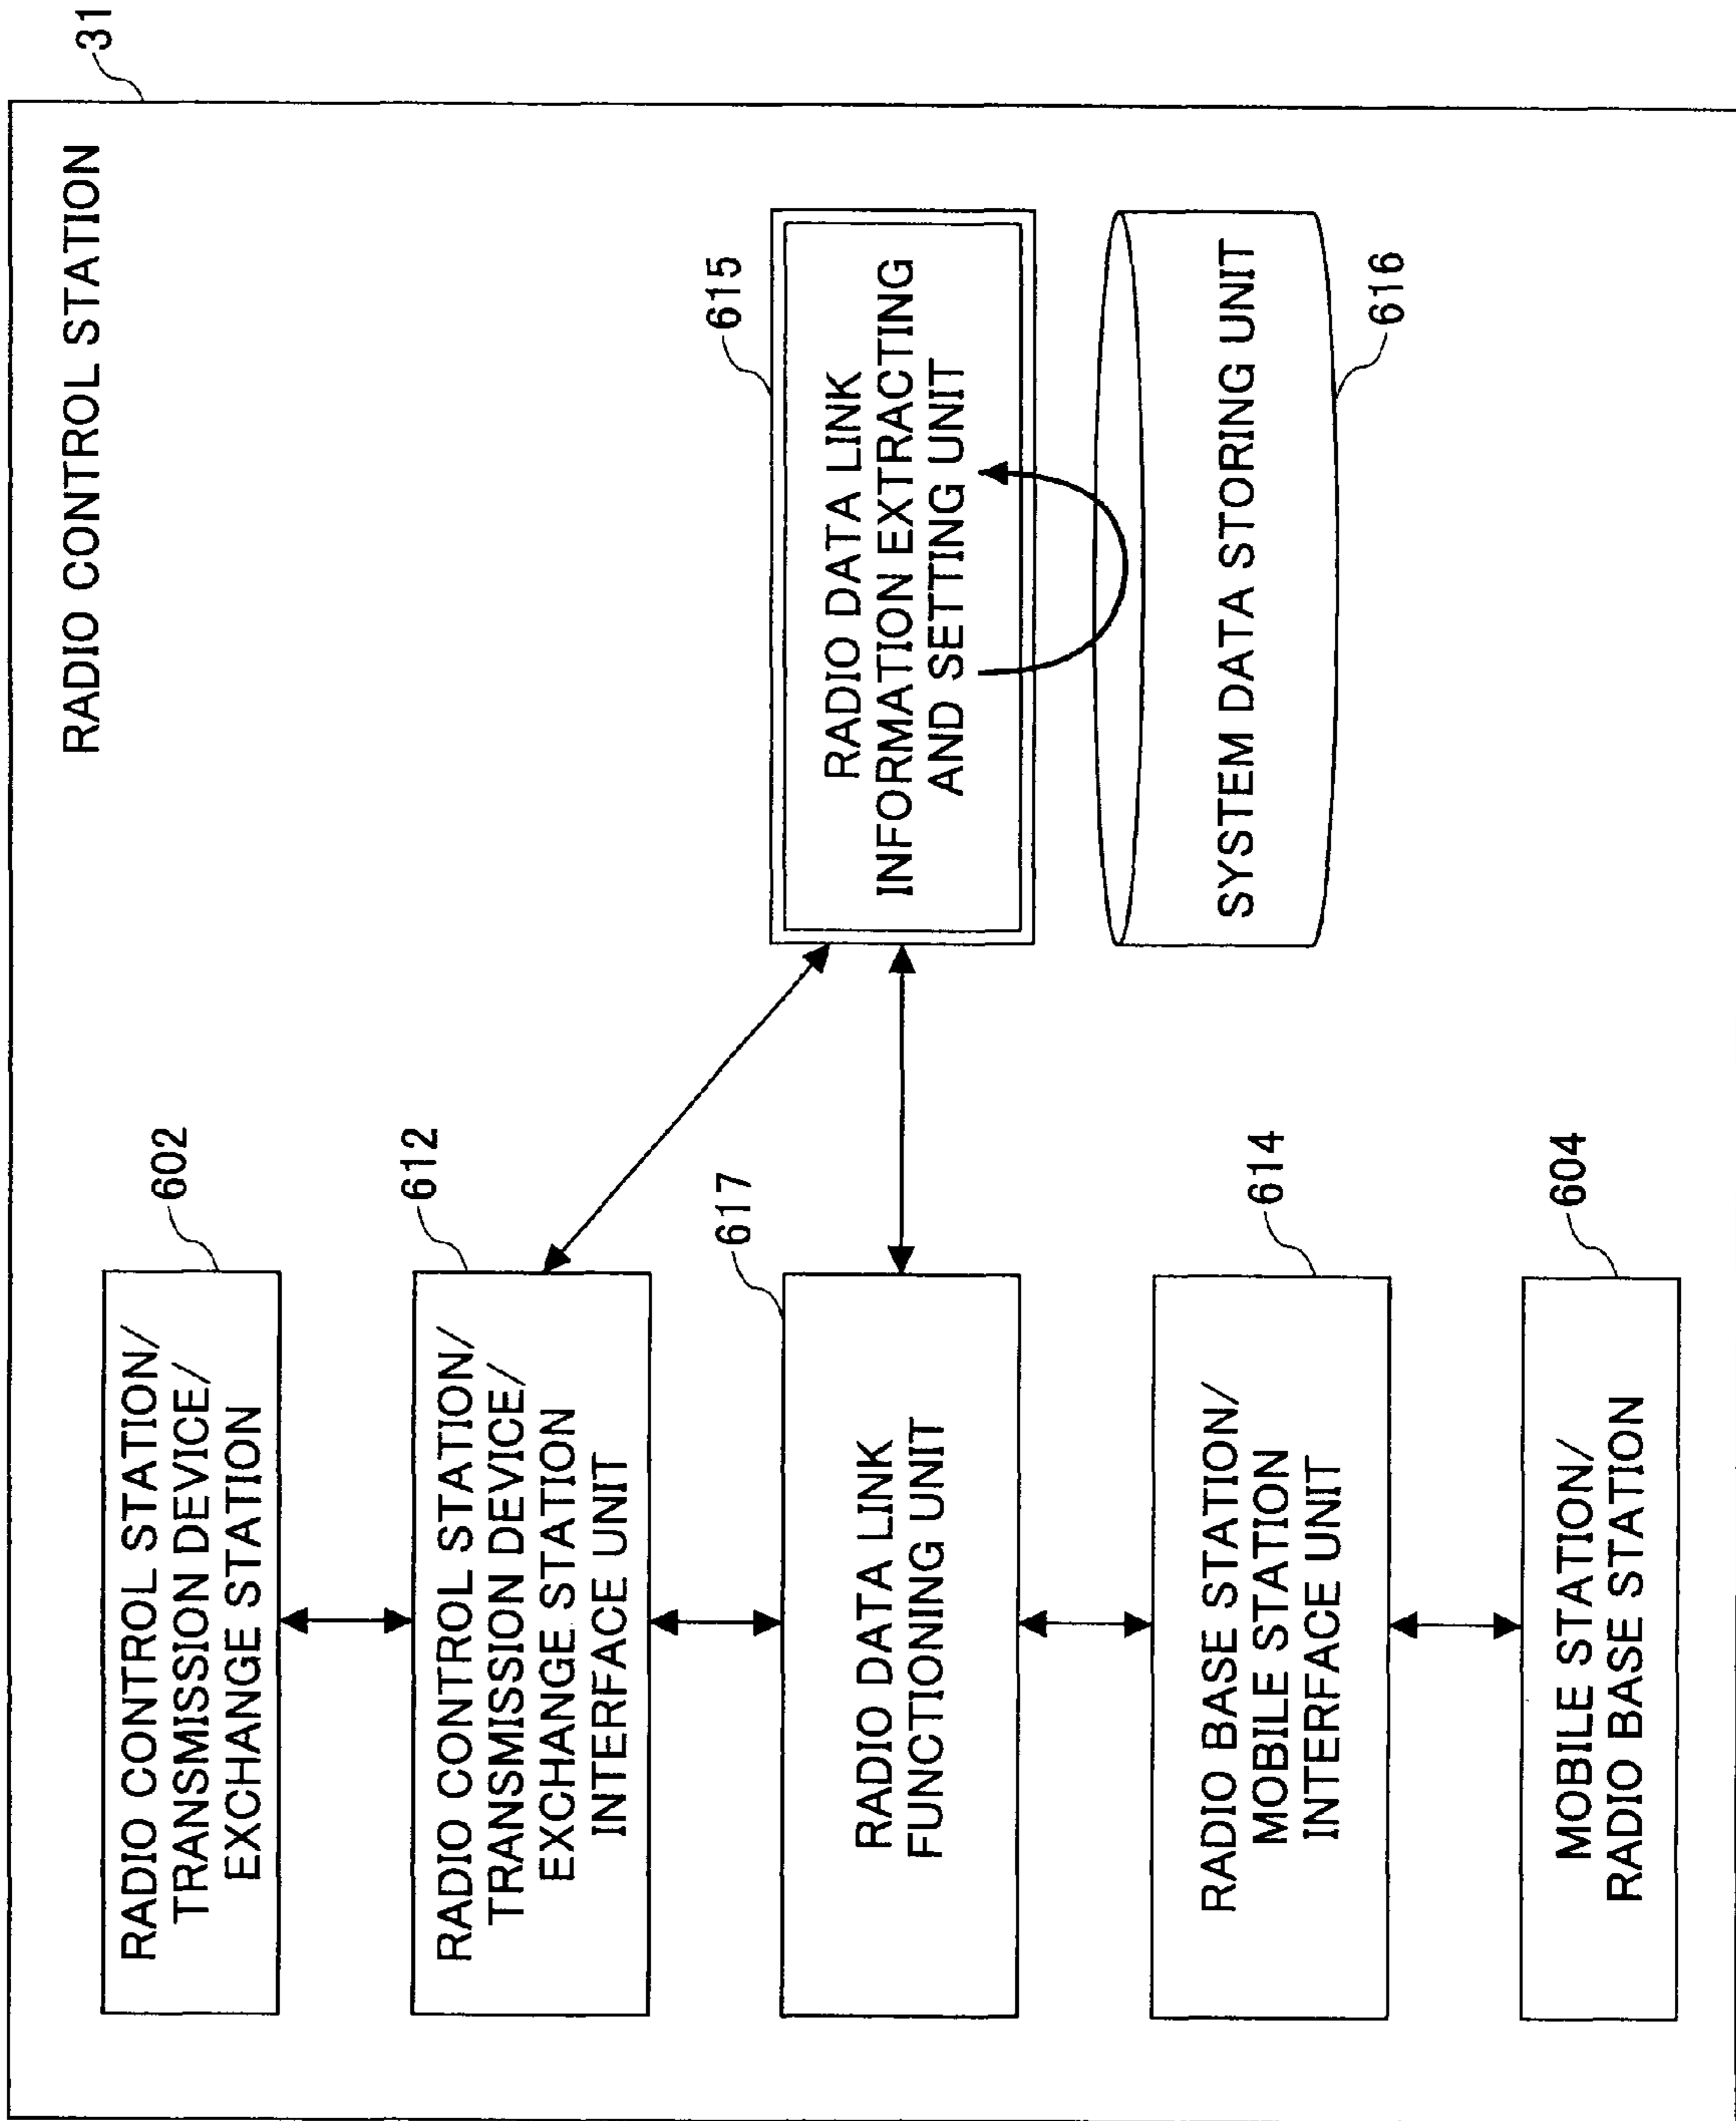 31
RADIO CONTROL STATION
602
RADIO CONTROL STATION/
TRANSMISSION DEVICE/
EXCHANGE STATION
612
RADIO CONTROL STATION/
TRANSMISSION DEVICE/
EXCHANGE STATION
INTERFACE UNIT
617
RADIO DATA LINK
FUNCTIONING UNIT
615
RADIO DATA LINK
INFORMATION EXTRACTING
AND SETTING UNIT
SYSTEM DATA STORING UNIT
616
614
RADIO BASE STATION/
MOBILE STATION
INTERFACE UNIT
604
MOBILE STATION/
RADIO BASE STATION